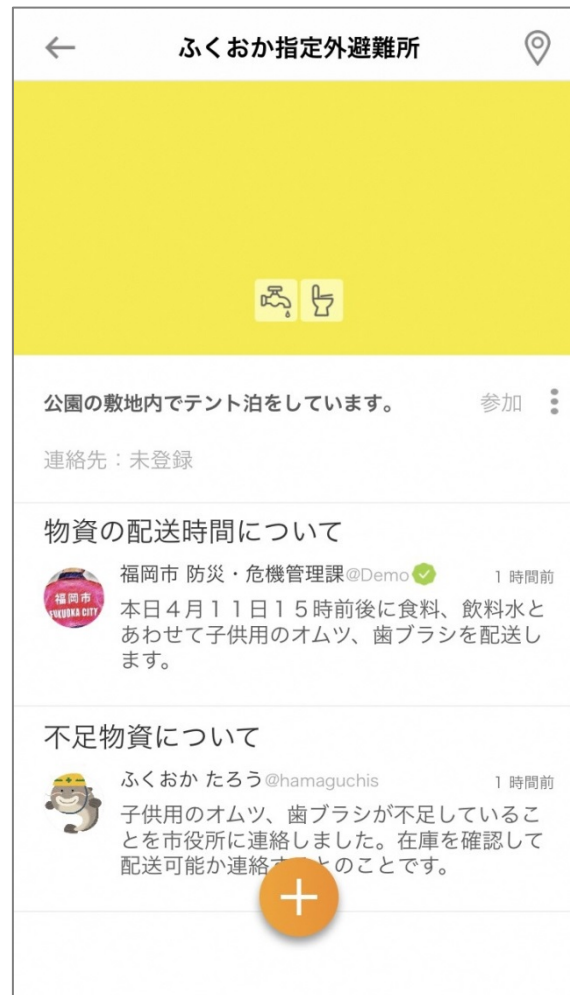 ふくおか指定外避難所
公園の敷地内でテント泊をしています。
参加
連絡先：未登録
物資の配送時間について
福岡市
FUKUOKA CITY
福岡市 防災・危機管理課@Demo
1 時間前
本日４月１１日１５時前後に食料、飲料水と
あわせて子供用のオムツ、歯ブラシを配送し
ます。
不足物資について
ふくおか たろう@hamaguchis
1 時間前
子供用のオムツ、歯ブラシが不足しているこ
とを市役所に連絡しました。在庫を確認して
配送可能か連絡するとのことです。